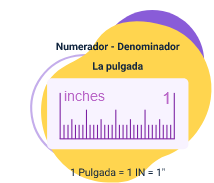 Numerador - Denominador
La pulgada
inches 1
1 Pulgada = 1 IN = 1"